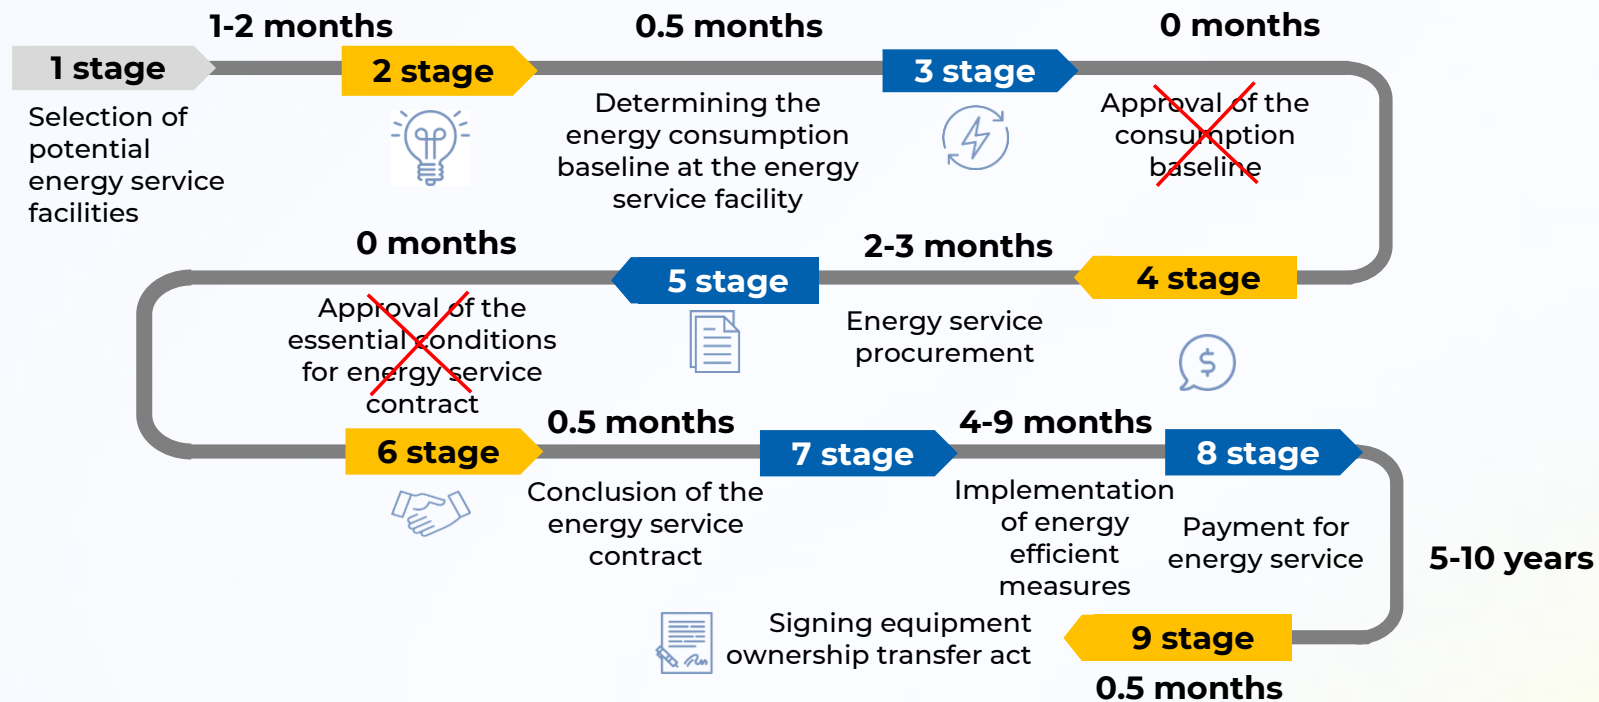 1-2 months
0.5 months
0 months
1 stage
2 stage
3 stage
Selection of
potential
energy service
facilities
Determining the
energy consumption
baseline at the energy
service facility
Approval of the
consumption
baseline
0 months
2-3 months
5 stage
4 stage
Approval of the
essential conditions
for energy service
contract
Energy service
procurement
$
0.5 months
4-9 months
6 stage
7 stage
8 stage
Conclusion of the
energy service
contract
Implementation
of energy
efficient
measures
Payment for
energy service
5-10 years
Signing equipment
ownership transfer act
9 stage
0.5 months